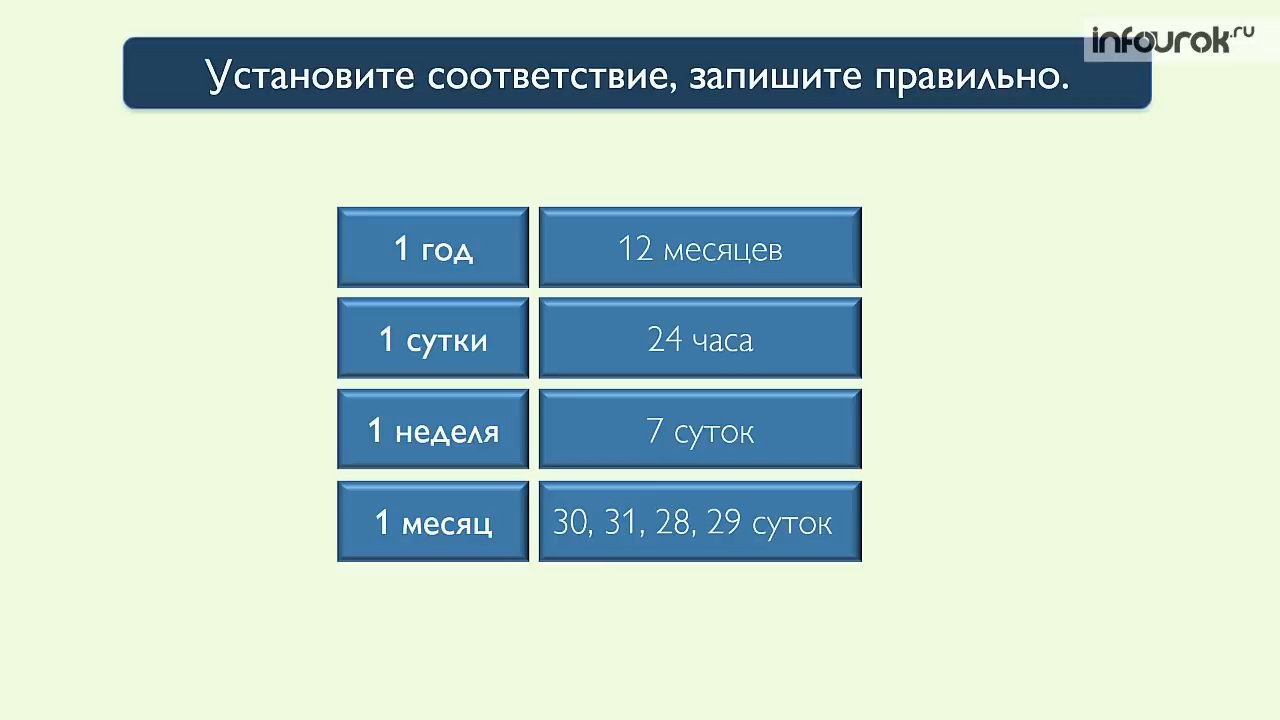 infourok.ru
Установите соответствие, запишите правильно.
1 год 12 месяцев
1 сутки 24 часа
1 неделя 7 суток
1 месяц 30, 31, 28, 29 суток